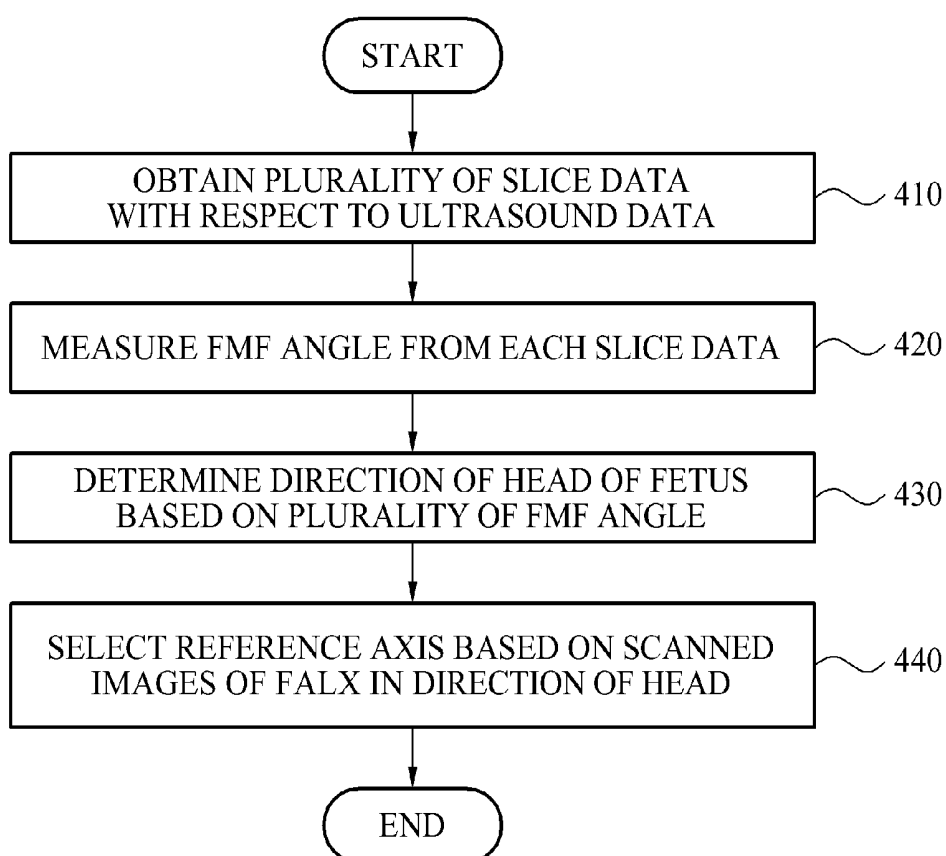 START
OBTAIN PLURALITY OF SLICE DATA
WITH RESPECT TO ULTRASOUND DATA
410
MEASURE FMF ANGLE FROM EACH SLICE DATA
420
DETERMINE DIRECTION OF HEAD OF FETUS
BASED ON PLURALITY OF FMF ANGLE
430
SELECT REFERENCE AXIS BASED ON SCANNED
IMAGES OF FALX IN DIRECTION OF HEAD
440
END